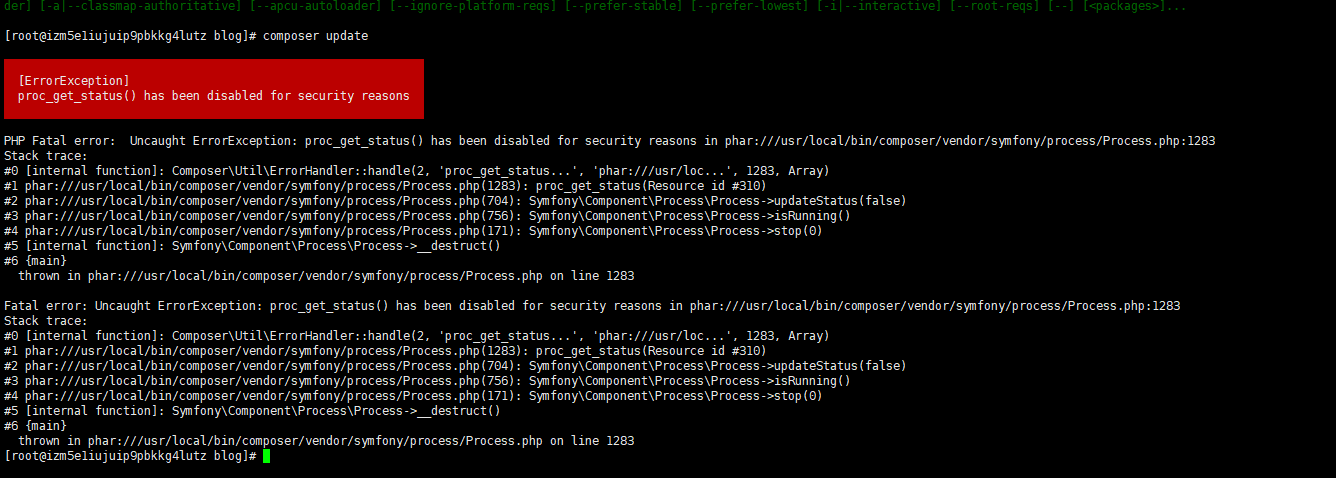 der] [-a|--classmap-authoritative] [--apcu-autoloader] [--ignore-platform-reqs] [--prefer-stable] [--prefer-lowest] [-i|--interactive] [--root-reqs] [--] [<packages>]...
[root@izm5e1iujuip9pbkkg4lutz blog]# composer update
[ErrorException]
proc_get_status() has been disabled for security reasons
PHP Fatal error:  Uncaught ErrorException: proc_get_status() has been disabled for security reasons in phar:///usr/local/bin/composer/vendor/symfony/process/Process.php:1283
Stack trace:
#0 [internal function]: Composer\Util\ErrorHandler::handle(2, 'proc_get_status...', 'phar:///usr/loc...', 1283, Array)
#1 phar:///usr/local/bin/composer/vendor/symfony/process/Process.php(1283): proc_get_status(Resource id #310)
#2 phar:///usr/local/bin/composer/vendor/symfony/process/Process.php(704): Symfony\Component\Process\Process->updateStatus(false)
#3 phar:///usr/local/bin/composer/vendor/symfony/process/Process.php(756): Symfony\Component\Process\Process->isRunning()
#4 phar:///usr/local/bin/composer/vendor/symfony/process/Process.php(171): Symfony\Component\Process\Process->stop(0)
#5 [internal function]: Symfony\Component\Process\Process->__destruct()
#6 {main}
  thrown in phar:///usr/local/bin/composer/vendor/symfony/process/Process.php on line 1283
Fatal error: Uncaught ErrorException: proc_get_status() has been disabled for security reasons in phar:///usr/local/bin/composer/vendor/symfony/process/Process.php:1283
Stack trace:
#0 [internal function]: Composer\Util\ErrorHandler::handle(2, 'proc_get_status...', 'phar:///usr/loc...', 1283, Array)
#1 phar:///usr/local/bin/composer/vendor/symfony/process/Process.php(1283): proc_get_status(Resource id #310)
#2 phar:///usr/local/bin/composer/vendor/symfony/process/Process.php(704): Symfony\Component\Process\Process->updateStatus(false)
#3 phar:///usr/local/bin/composer/vendor/symfony/process/Process.php(756): Symfony\Component\Process\Process->isRunning()
#4 phar:///usr/local/bin/composer/vendor/symfony/process/Process.php(171): Symfony\Component\Process\Process->stop(0)
#5 [internal function]: Symfony\Component\Process\Process->__destruct()
#6 {main}
  thrown in phar:///usr/local/bin/composer/vendor/symfony/process/Process.php on line 1283
[root@izm5e1iujuip9pbkkg4lutz blog]#